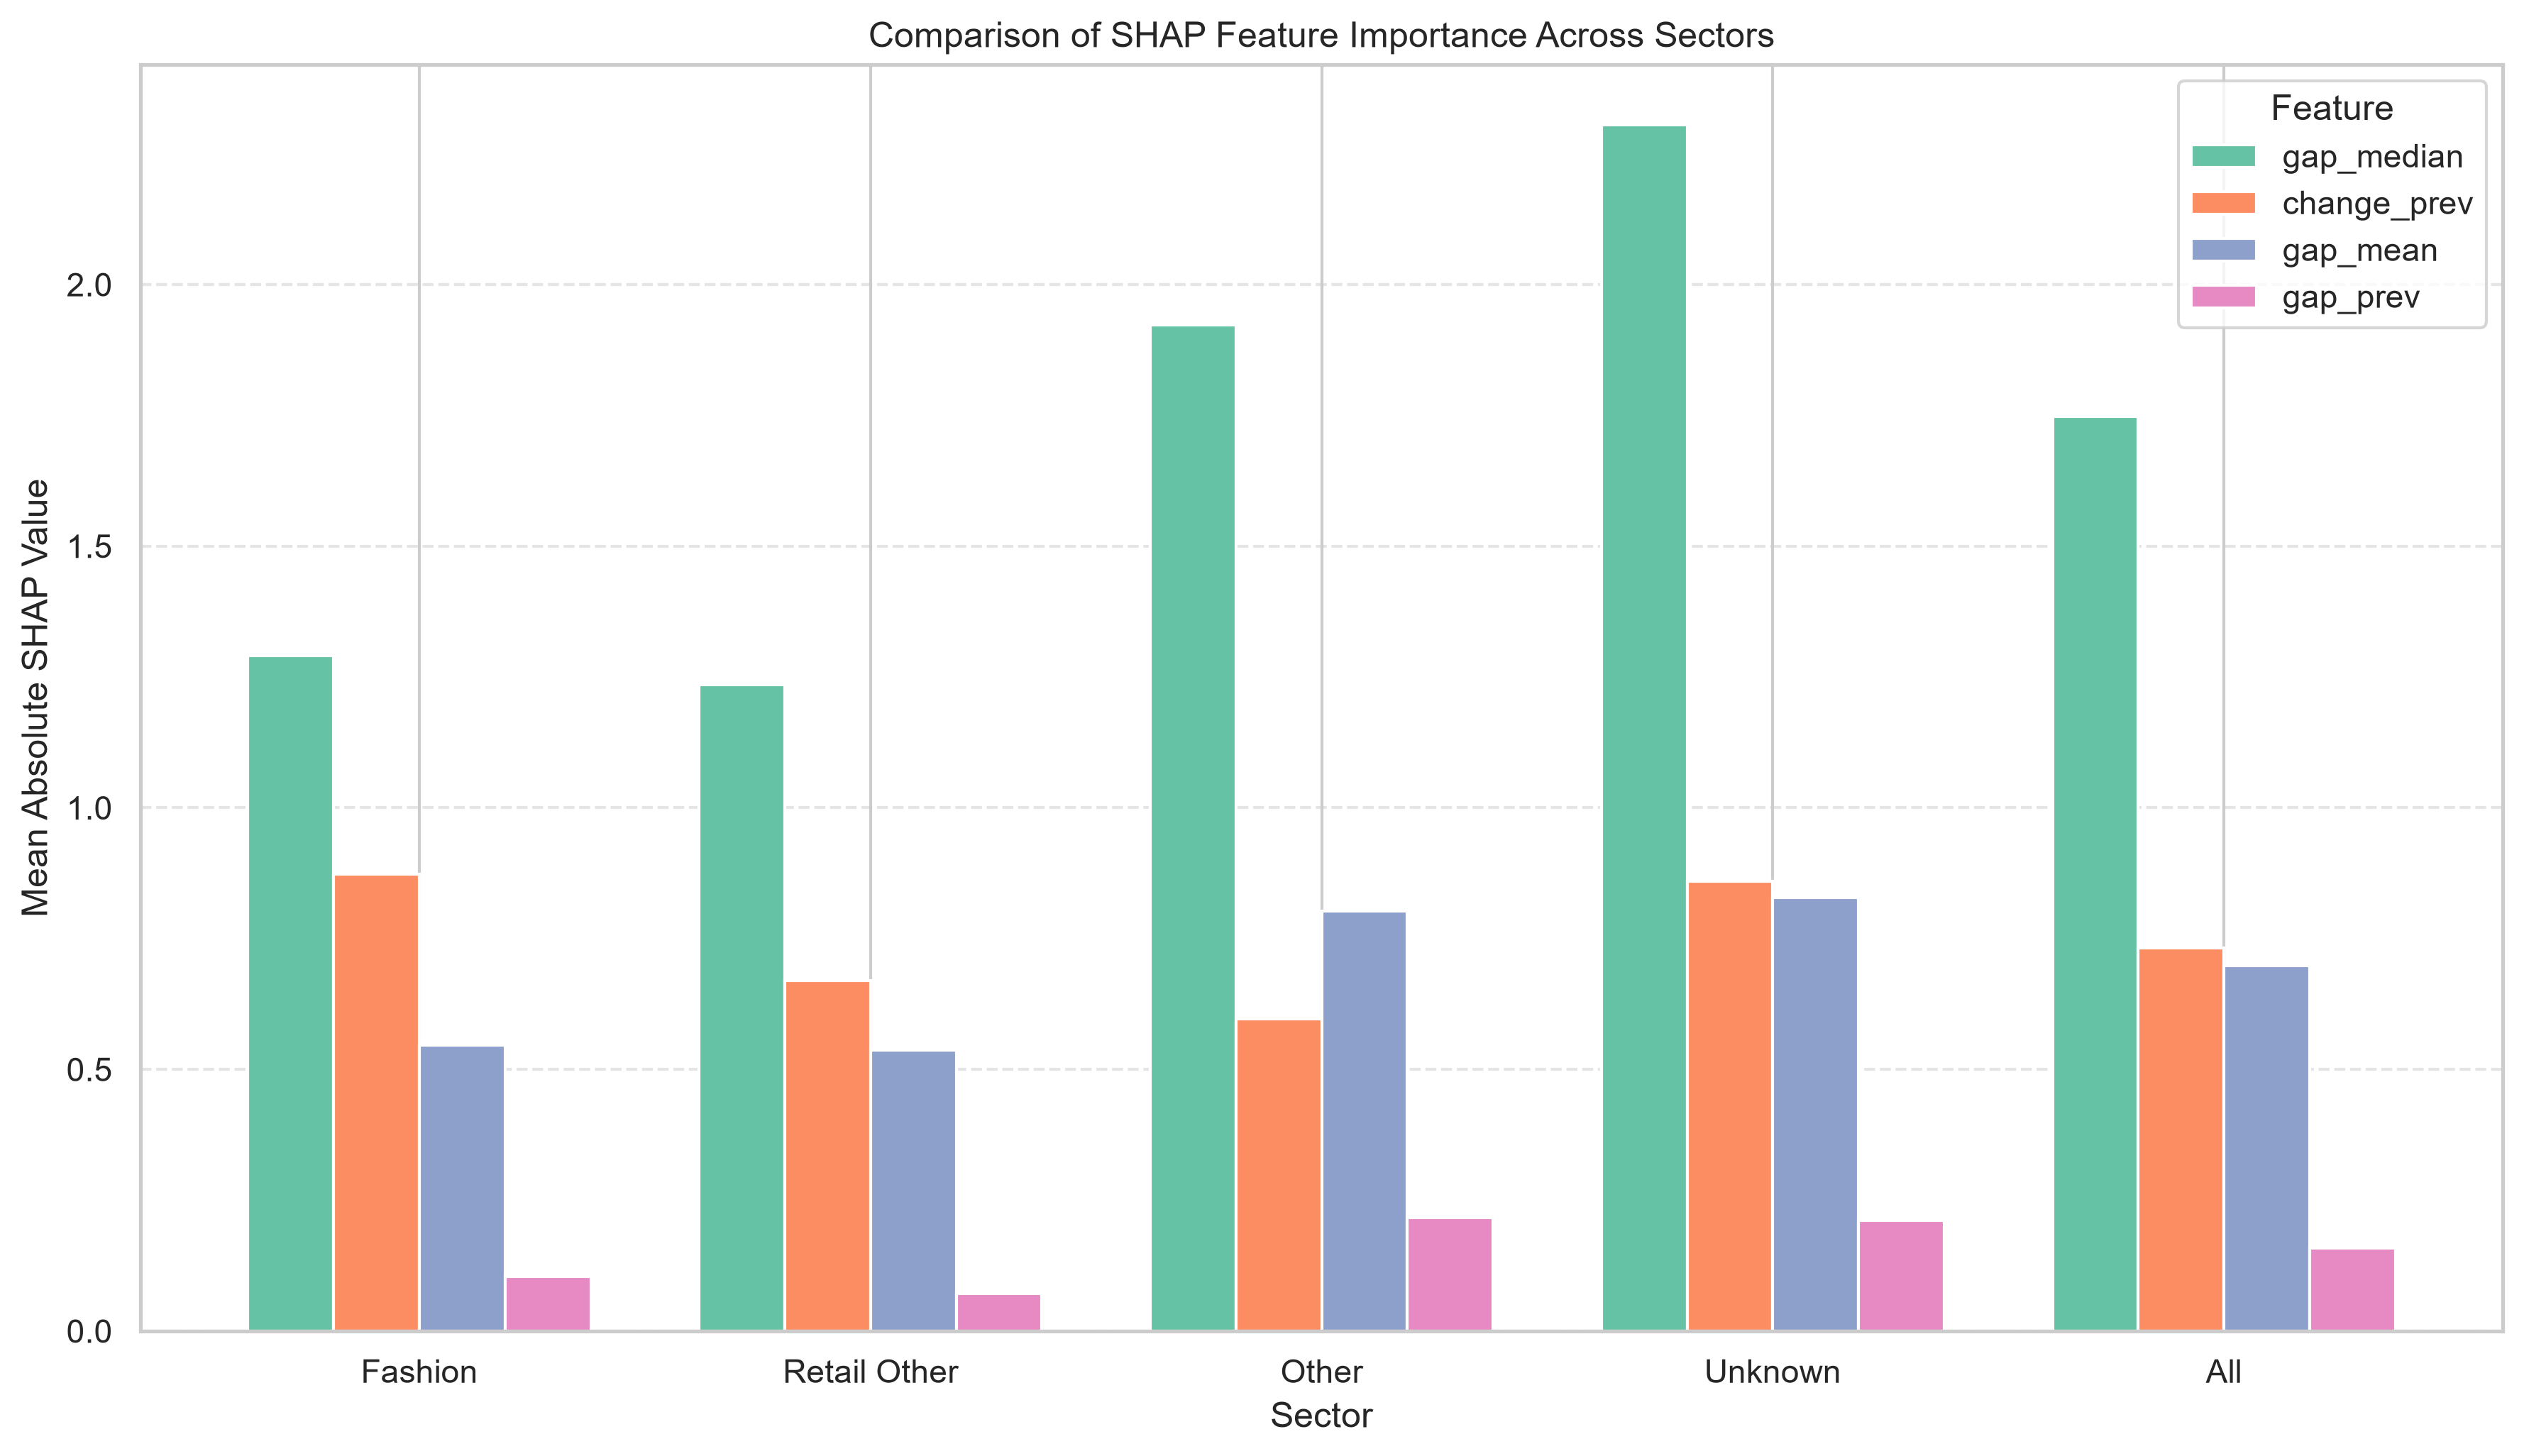 Comparison of SHAP Feature Importance Across Sectors
Feature
gap_median
change_prev
gap_mean
gap_prev
Mean Absolute SHAP Value
2.0
1.5
1.0
0.5
0.0
Fashion
Retail Other
Other
Unknown
All
Sector